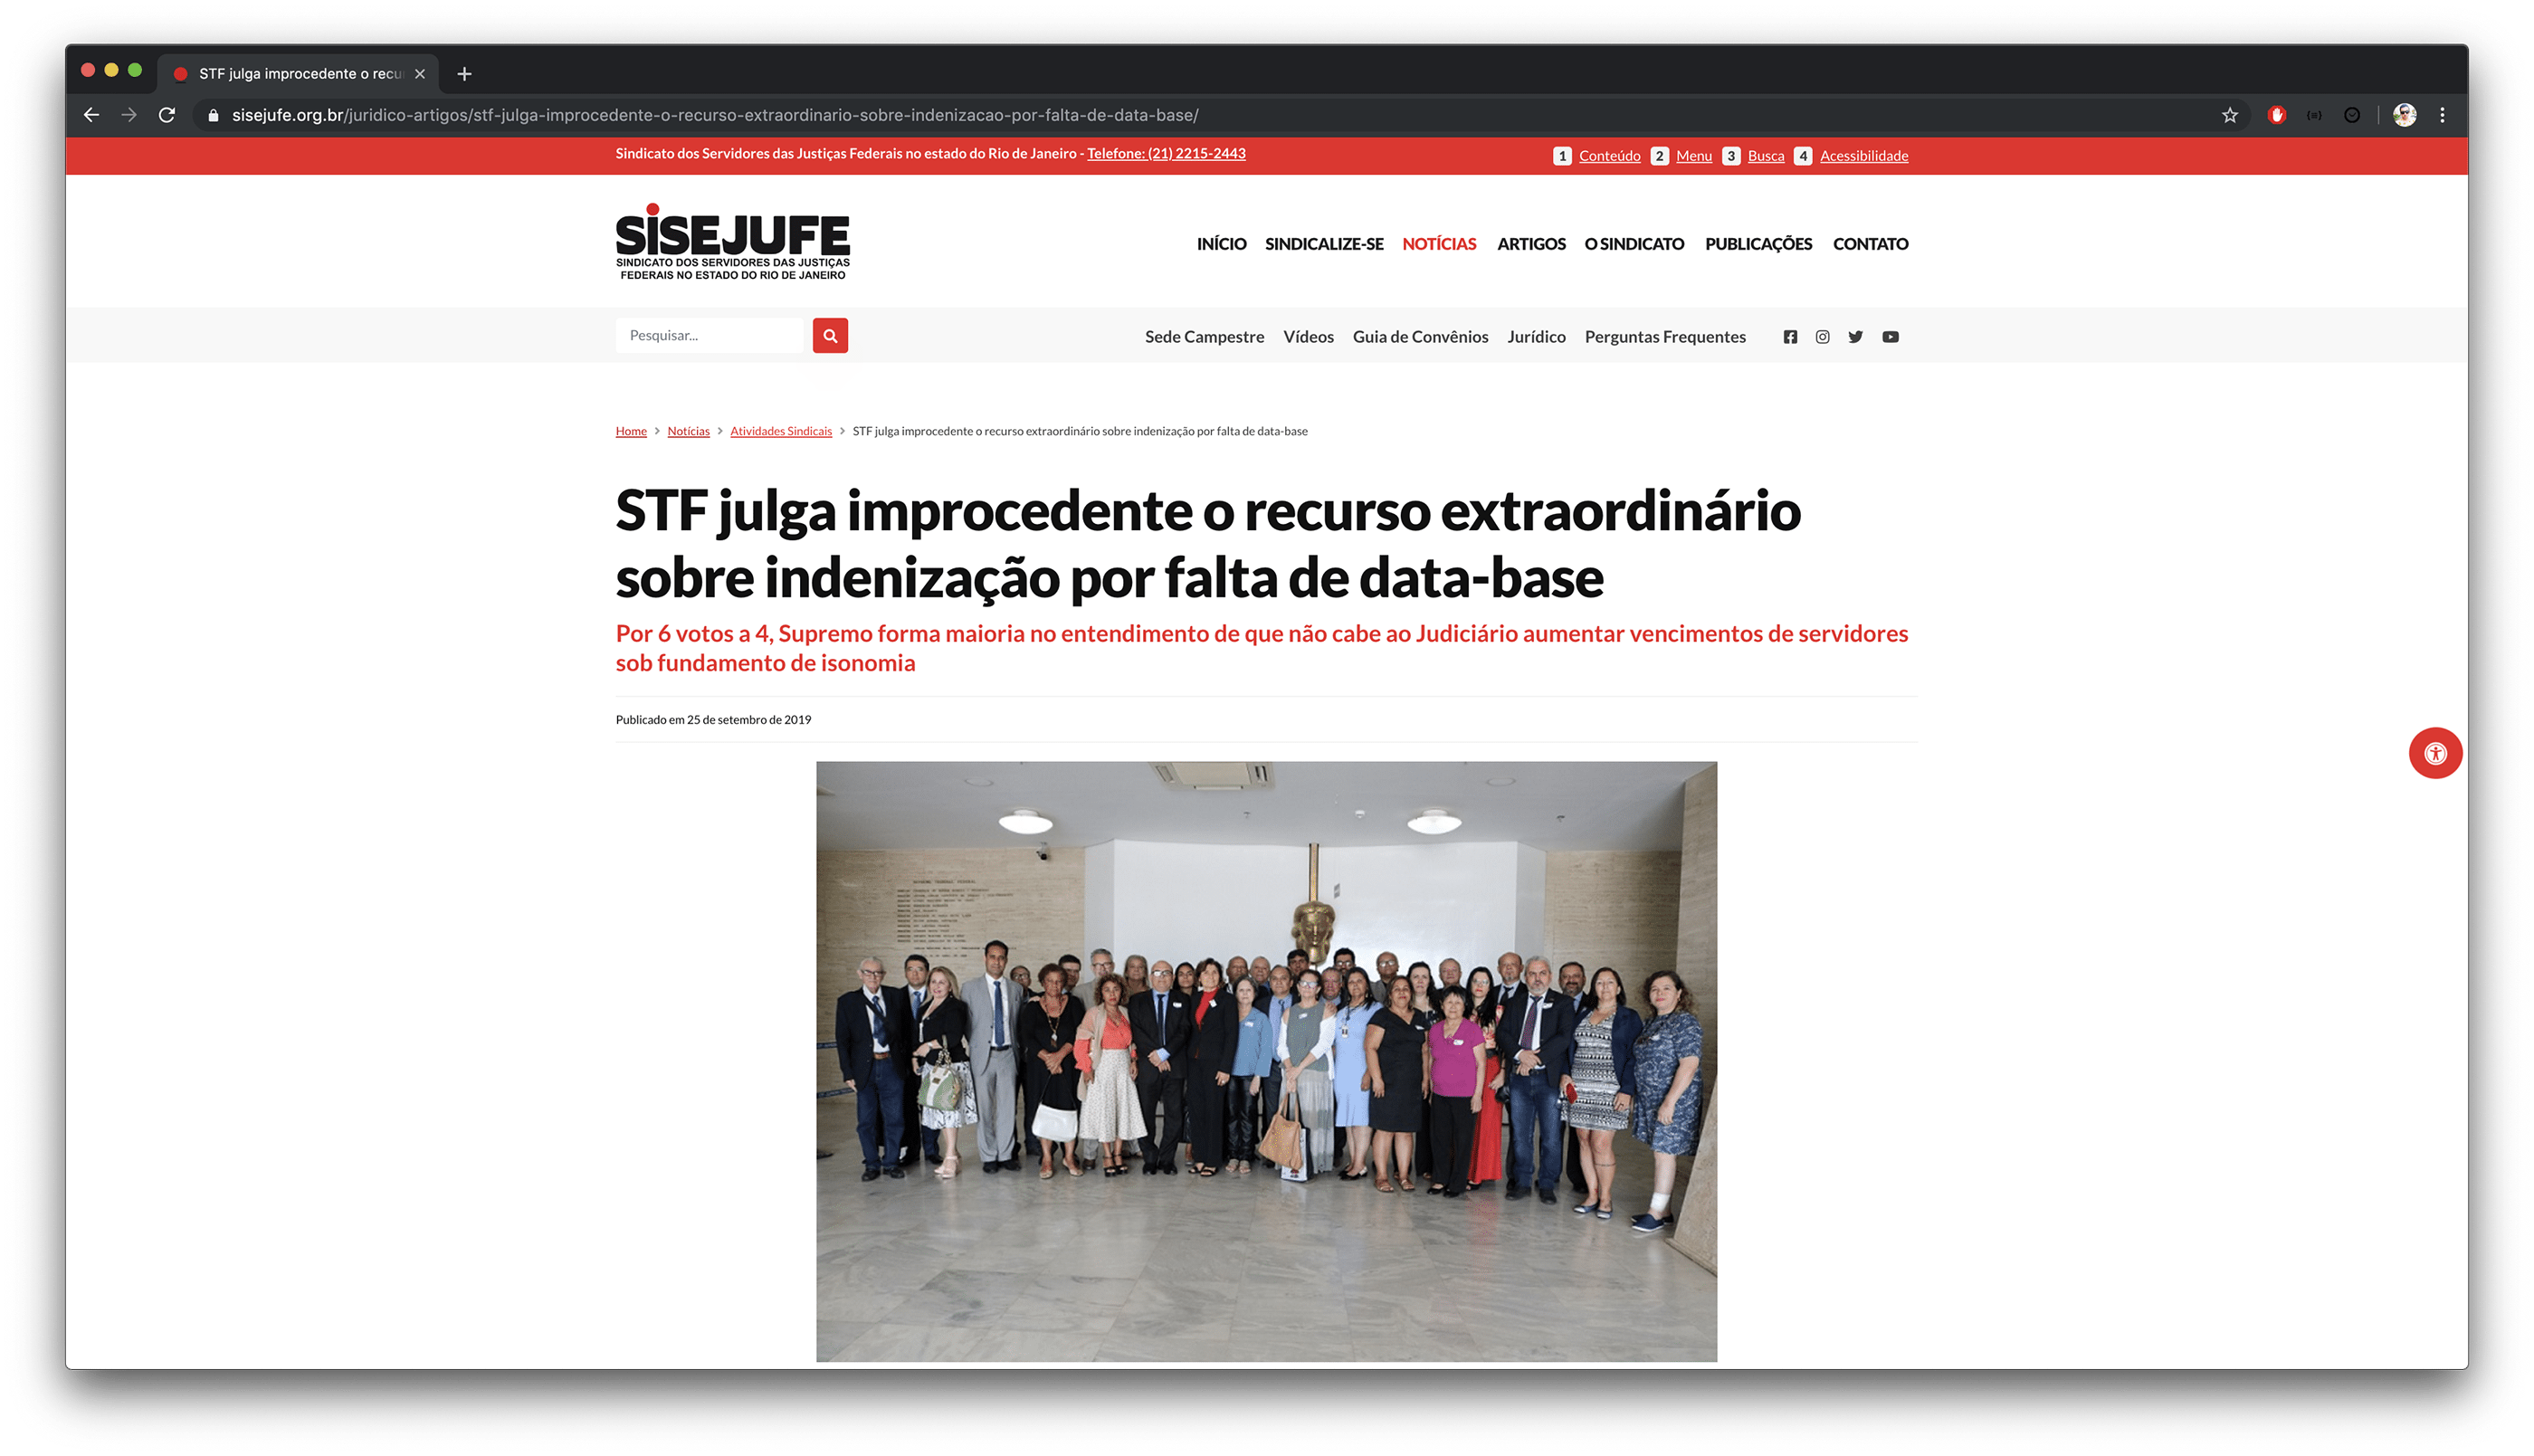 STF julga improcedente o recu
sisejufe.org.br/juridico-artigos/stf-julga-improcedente-o-recurso-extraordinario-sobre-indenizacao-por-falta-de-data-base/
Sindicato dos Servidores das Justiças Federais no estado do Rio de Janeiro - Telefone: (21) 2215-2443
1 Conteúdo 2 Menu 3 Busca 4 Acessibilidade
SISEJUFE
SINDICATO DOS SERVIDORES DAS JUSTIÇAS
FEDERAIS NO ESTADO DO RIO DE JANEIRO
INÍCIO SINDICALIZE-SE NOTÍCIAS ARTIGOS O SINDICATO PUBLICAÇÕES CONTATO
Pesquisar...
Sede Campestre Vídeos Guia de Convênios Jurídico Perguntas Frequentes
Home > Notícias > Atividades Sindicais > STF julga improcedente o recurso extraordinário sobre indenização por falta de data-base
STF julga improcedente o recurso extraordinário
sobre indenização por falta de data-base
Por 6 votos a 4, Supremo forma maioria no entendimento de que não cabe ao Judiciário aumentar vencimentos de servidores
sob fundamento de isonomia
Publicado em 25 de setembro de 2019